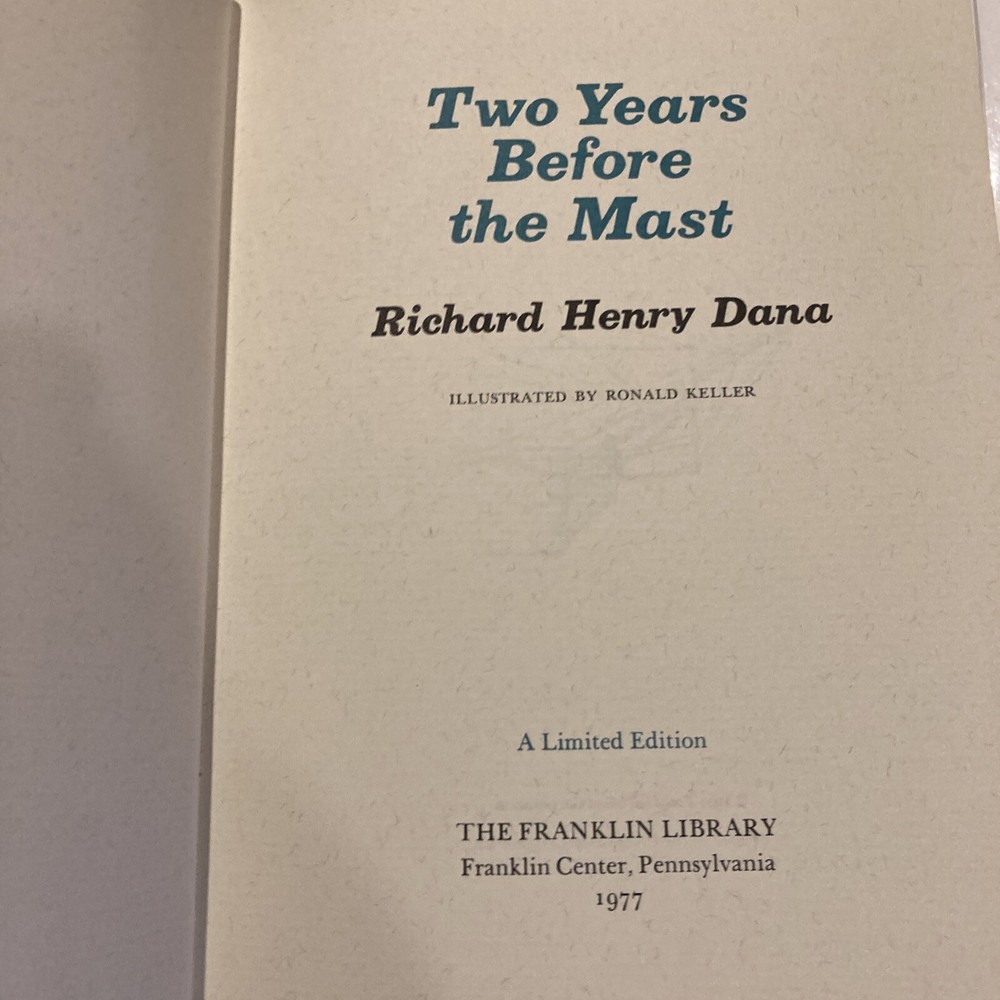 Two Years
Before
the Mast
Richard Henry Dana
ILLUSTRATED BY RONALD KELLER
A Limited Edition
THE FRANKLIN LIBRARY
Franklin Center, Pennsylvania
1977